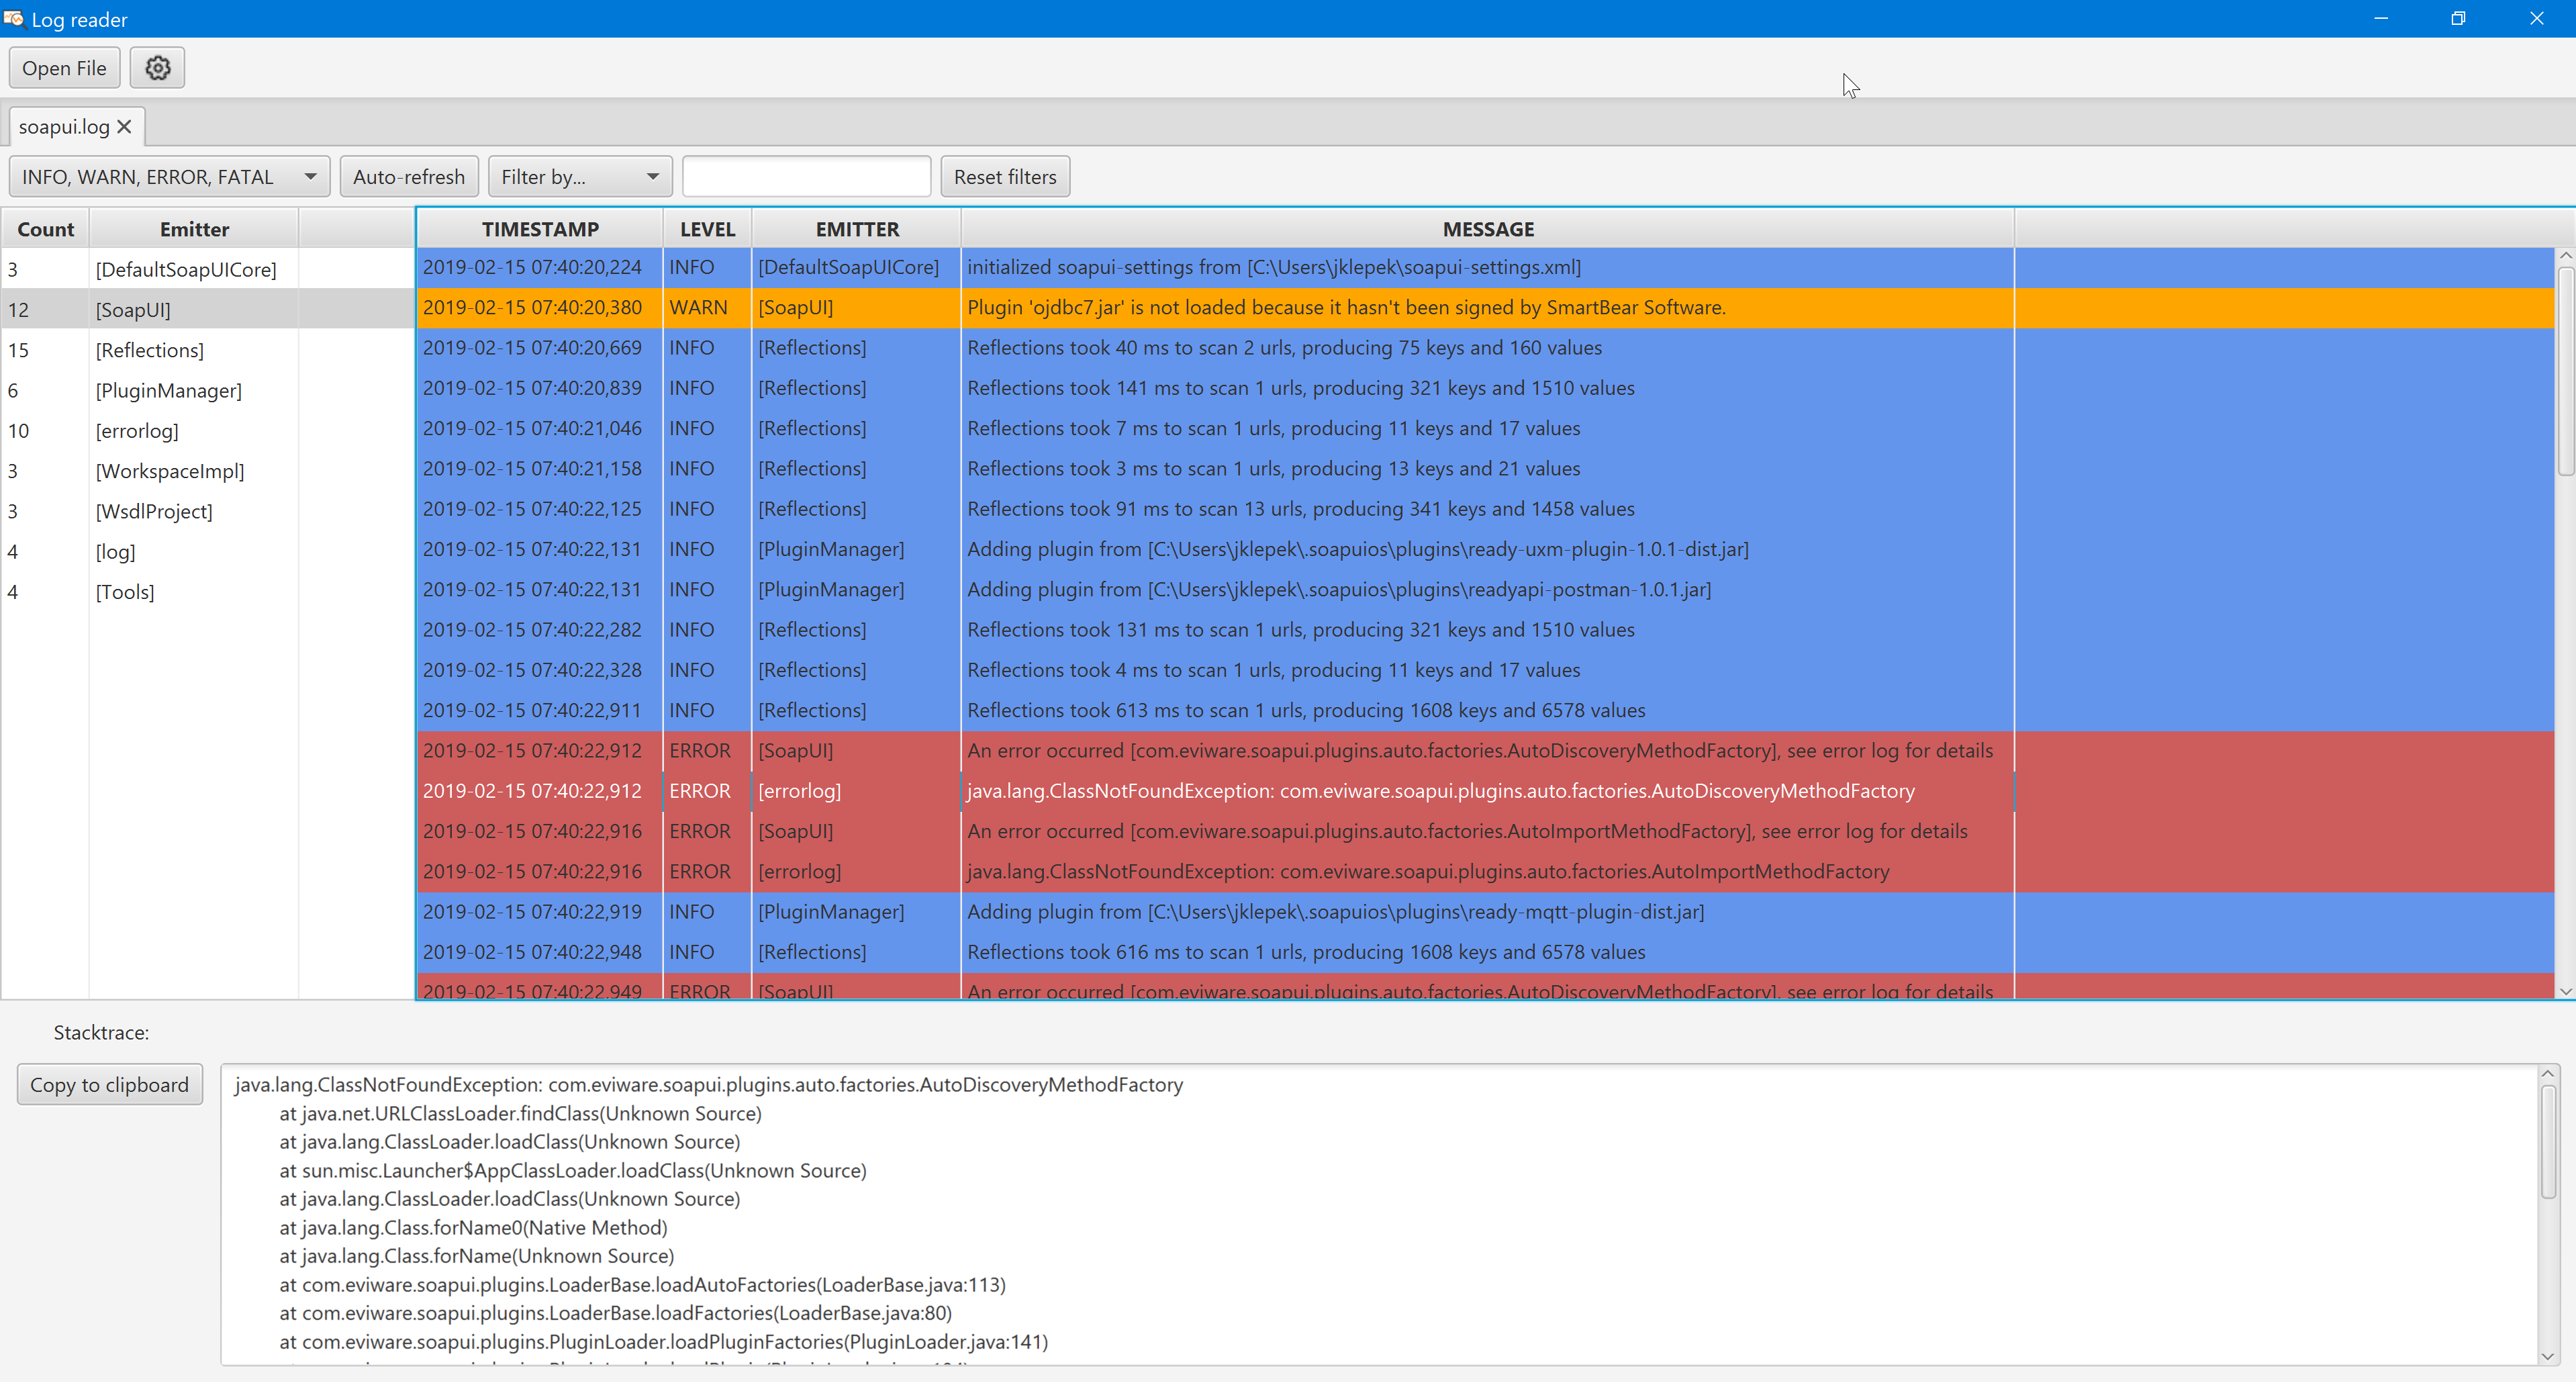 Log reader
Open File
soapui.log
INFO, WARN, ERROR, FATAL Auto-refresh Filter by... Reset filters
Count Emitter
3 [DefaultSoapUICore]
12 [SoapUI]
15 [Reflections]
6 [PluginManager]
10 [errorlog]
3 [WorkspaceImpl]
3 [WsdlProject]
4 [log]
4 [Tools]
TIMESTAMP LEVEL EMITTER MESSAGE
2019-02-15 07:40:20,224 INFO [DefaultSoapUICore] initialized soapui-settings from [C:\Users\jklepek\soapui-settings.xml]
2019-02-15 07:40:20,380 WARN [SoapUI] Plugin 'ojdbc7.jar' is not loaded because it hasn't been signed by SmartBear Software.
2019-02-15 07:40:20,669 INFO [Reflections] Reflections took 40 ms to scan 2 urls, producing 75 keys and 160 values
2019-02-15 07:40:20,839 INFO [Reflections] Reflections took 141 ms to scan 1 urls, producing 321 keys and 1510 values
2019-02-15 07:40:21,046 INFO [Reflections] Reflections took 7 ms to scan 1 urls, producing 11 keys and 17 values
2019-02-15 07:40:21,158 INFO [Reflections] Reflections took 3 ms to scan 1 urls, producing 13 keys and 21 values
2019-02-15 07:40:22,125 INFO [Reflections] Reflections took 91 ms to scan 13 urls, producing 341 keys and 1458 values
2019-02-15 07:40:22,131 INFO [PluginManager] Adding plugin from [C:\Users\jklepek\.soapuios\plugins\ready-uxm-plugin-1.0.1-dist.jar]
2019-02-15 07:40:22,131 INFO [PluginManager] Adding plugin from [C:\Users\jklepek\.soapuios\plugins\readyapi-postman-1.0.1.jar]
2019-02-15 07:40:22,282 INFO [Reflections] Reflections took 131 ms to scan 1 urls, producing 321 keys and 1510 values
2019-02-15 07:40:22,328 INFO [Reflections] Reflections took 4 ms to scan 1 urls, producing 11 keys and 17 values
2019-02-15 07:40:22,911 INFO [Reflections] Reflections took 613 ms to scan 1 urls, producing 1608 keys and 6578 values
2019-02-15 07:40:22,912 ERROR [SoapUI] An error occurred [com.eviware.soapui.plugins.auto.factories.AutoDiscoveryMethodFactory], see error log for details
2019-02-15 07:40:22,912 ERROR [errorlog] java.lang.ClassNotFoundException: com.eviware.soapui.plugins.auto.factories.AutoDiscoveryMethodFactory
2019-02-15 07:40:22,916 ERROR [SoapUI] An error occurred [com.eviware.soapui.plugins.auto.factories.AutoImportMethodFactory], see error log for details
2019-02-15 07:40:22,916 ERROR [errorlog] java.lang.ClassNotFoundException: com.eviware.soapui.plugins.auto.factories.AutoImportMethodFactory
2019-02-15 07:40:22,919 INFO [PluginManager] Adding plugin from [C:\Users\jklepek\.soapuios\plugins\ready-mqtt-plugin-dist.jar]
2019-02-15 07:40:22,948 INFO [Reflections] Reflections took 616 ms to scan 1 urls, producing 1608 keys and 6578 values
2019-02-15 07:40:22,949 ERROR [SoapUI] An error occurred [com.eviware.soapui.plugins.auto.factories.AutoDiscoveryMethodFactory], see error log for details
Stacktrace:
Copy to clipboard
java.lang.ClassNotFoundException: com.eviware.soapui.plugins.auto.factories.AutoDiscoveryMethodFactory
at java.net.URLClassLoader.findClass(Unknown Source)
at java.lang.ClassLoader.loadClass(Unknown Source)
at sun.misc.Launcher$AppClassLoader.loadClass(Unknown Source)
at java.lang.ClassLoader.loadClass(Unknown Source)
at java.lang.Class.forName0(Native Method)
at java.lang.Class.forName(Unknown Source)
at com.eviware.soapui.plugins.LoaderBase.loadAutoFactories(LoaderBase.java:113)
at com.eviware.soapui.plugins.LoaderBase.loadFactories(LoaderBase.java:80)
at com.eviware.soapui.plugins.PluginLoader.loadPluginFactories(PluginLoader.java:141)